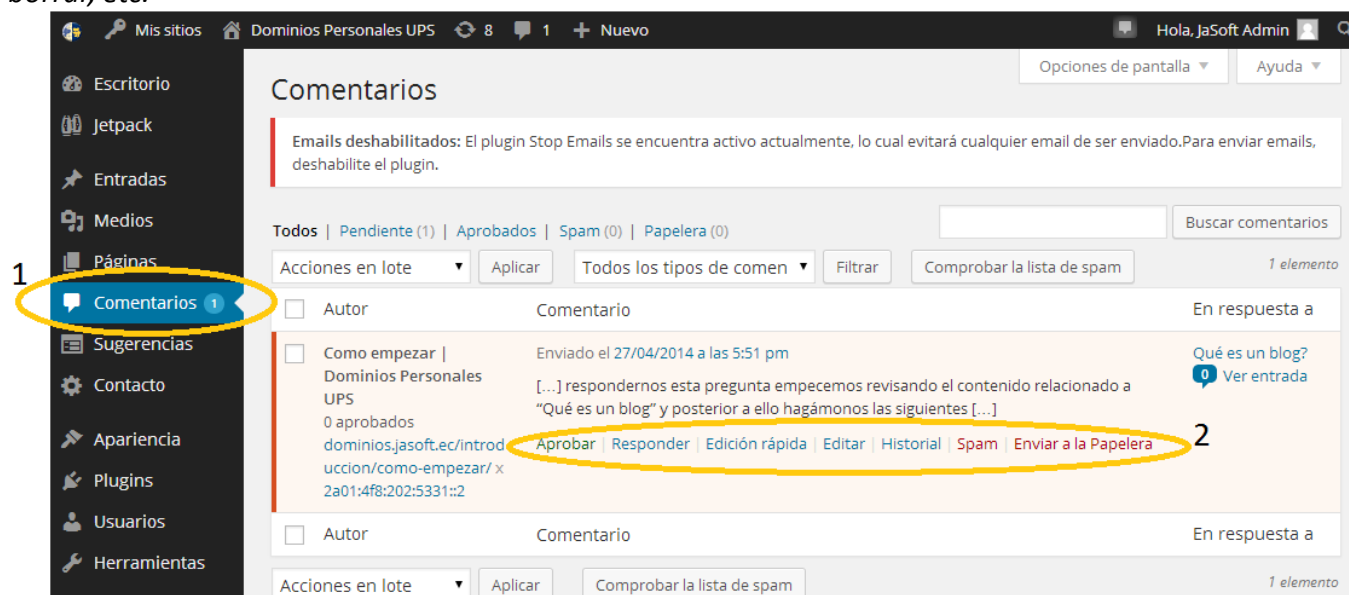 borrar, etc.
Mis sitios Dominios Personales UPS 8 1 + Nuevo Hola, JaSoft Admin
Opciones de pantalla ▼ Ayuda ▼
Escritorio
Comentarios
Jetpack
Emails deshabilitados: El plugin Stop Emails se encuentra activo actualmente, lo cual evitará cualquier email de ser enviado.Para enviar emails,
deshabilite el plugin.
Entradas
Medios
Todos | Pendiente (1) | Aprobados | Spam (0) | Papelera (0) Buscar comentarios
1 Páginas
Acciones en lote ▼ Aplicar Todos los tipos de comen ▼ Filtrar Comprobar la lista de spam 1 elemento
Comentarios 1
Autor Comentario En respuesta a
Sugerencias
Contacto
Apariencia
Plugins
Usuarios
Herramientas
Como empezar |
Dominios Personales
UPS
0 aprobados
dominios.jasoft.ec/introd
uccion/como-empezar/ x
2a01:4f8:202:5331::2
Enviado el 27/04/2014 a las 5:51 pm
[…] respondernos esta pregunta empecemos revisando el contenido relacionado a
“Qué es un blog” y posterior a ello hagámonos las siguientes […]
Aprobar | Responder | Edición rápida | Editar | Historial | Spam | Enviar a la Papelera
2
Qué es un blog?
0 Ver entrada
Autor Comentario En respuesta a
Acciones en lote ▼ Aplicar Comprobar la lista de spam 1 elemento